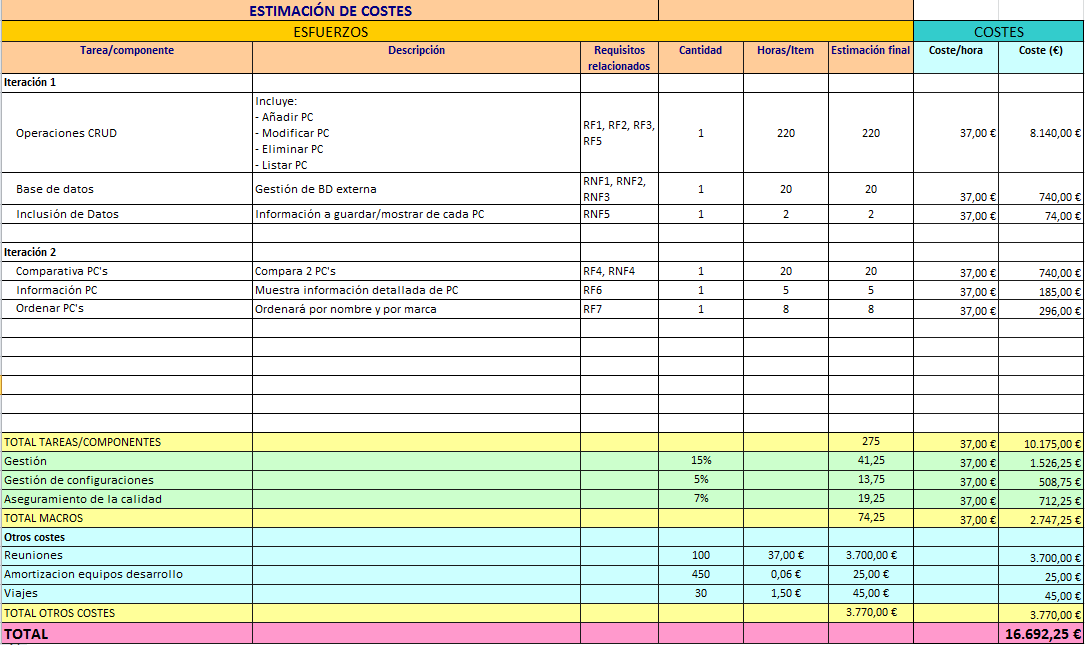 ESTIMACIÓN DE COSTES
ESFUERZOS COSTES
Tarea/componente Descripción Requisitos relacionados Cantidad Horas/Item Estimación final Coste/hora Coste (€)
Iteración 1
Operaciones CRUD
Incluye:
- Añadir PC
- Modificar PC
- Eliminar PC
- Listar PC
RF1, RF2, RF3,
RF5
1 220 220 37,00 € 8.140,00 €
Base de datos Gestión de BD externa
RNF1, RNF2,
RNF3
1 20 20 37,00 € 740,00 €
Inclusión de Datos Información a guardar/mostrar de cada PC RNF5 1 2 2 37,00 € 74,00 €
Iteración 2
Comparativa PC's Compara 2 PC's RF4, RNF4 1 20 20 37,00 € 740,00 €
Información PC Muestra información detallada de PC RF6 1 5 5 37,00 € 185,00 €
Ordenar PC's Ordenará por nombre y por marca RF7 1 8 8 37,00 € 296,00 €
TOTAL TAREAS/COMPONENTES 275 37,00 € 10.175,00 €
Gestión 15% 41,25 37,00 € 1.526,25 €
Gestión de configuraciones 5% 13,75 37,00 € 508,75 €
Aseguramiento de la calidad 7% 19,25 37,00 € 712,25 €
TOTAL MACROS 74,25 37,00 € 2.747,25 €
Otros costes
Reuniones 100 37,00 € 3.700,00 € 3.700,00 €
Amortizacion equipos desarrollo 450 0,06 € 25,00 € 25,00 €
Viajes 30 1,50 € 45,00 € 45,00 €
TOTAL OTROS COSTES 3.770,00 € 3.770,00 €
TOTAL 16.692,25 €